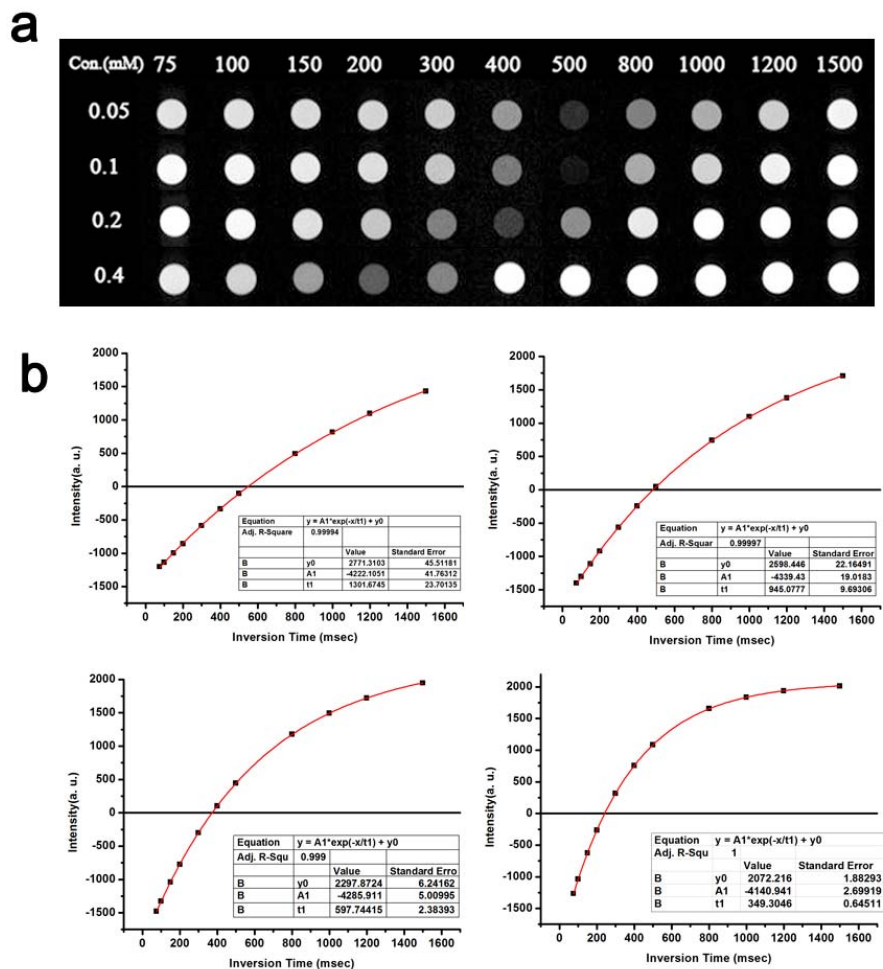 a
Con.(mM) 75 100 150 200 300 400 500 800 1000 1200 1500
0.05
0.1
0.2
0.4
b
2000
1500
1000
500
0
-500
-1000
-1500
Intensity(a. u.)
Equation y = A1*exp(-x/t1) + y0
Adj. R-Square 0.99994
Value Standard Error
B y0 2771.3103 45.51181
B A1 -4222.1051 41.76312
B t1 1301.6745 23.70135
0 200 400 600 800 1000 1200 1400 1600
Inversion Time (msec)
2000
1500
1000
500
0
-500
-1000
-1500
Intensity(a. u.)
Equation y = A1*exp(-x/t1) + y0
Adj. R-Squar 0.99997
Value Standard Error
B y0 2598.446 22.16491
B A1 -4339.43 19.0183
B t1 945.0777 9.69306
0 200 400 600 800 1000 1200 1400 1600
Inversion Time (msec)
2000
1500
1000
500
0
-500
-1000
-1500
Intensity(a. u.)
Equation y = A1*exp(-x/t1) + y0
Adj. R-Squ 0.999
Value Standard Erro
B y0 2297.8724 6.24162
B A1 -4285.911 5.00995
B t1 597.74415 2.38393
0 200 400 600 800 1000 1200 1400 1600
Inversion Time (msec)
2000
1500
1000
500
0
-500
-1000
-1500
Intensity(a. u.)
Equation y = A1*exp(-x/t1) + y0
Adj. R-Squ 1
Value Standard Error
B y0 2072.216 1.88293
B A1 -4140.941 2.69919
B t1 349.3046 0.64511
0 200 400 600 800 1000 1200 1400 1600
Inversion Time (msec)